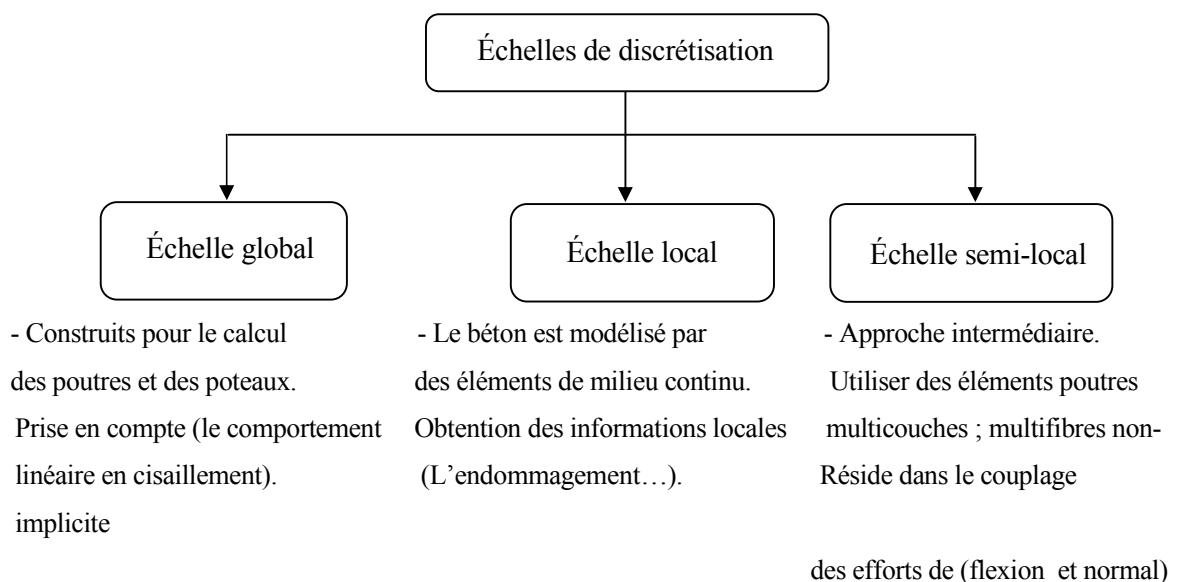 Échelles de discrétisation
Échelle global
- Construits pour le calcul
des poutres et des poteaux.
Prise en compte (le comportement
linéaire en cisaillement).
implicite
Échelle local
- Le béton est modélisé par
des éléments de milieu continu.
Obtention des informations locales
(L’endommagement…).
Échelle semi-local
- Approche intermédiaire.
Utiliser des éléments poutres
multicouches ; multifibres non-
Réside dans le couplage
des efforts de (flexion et normal)